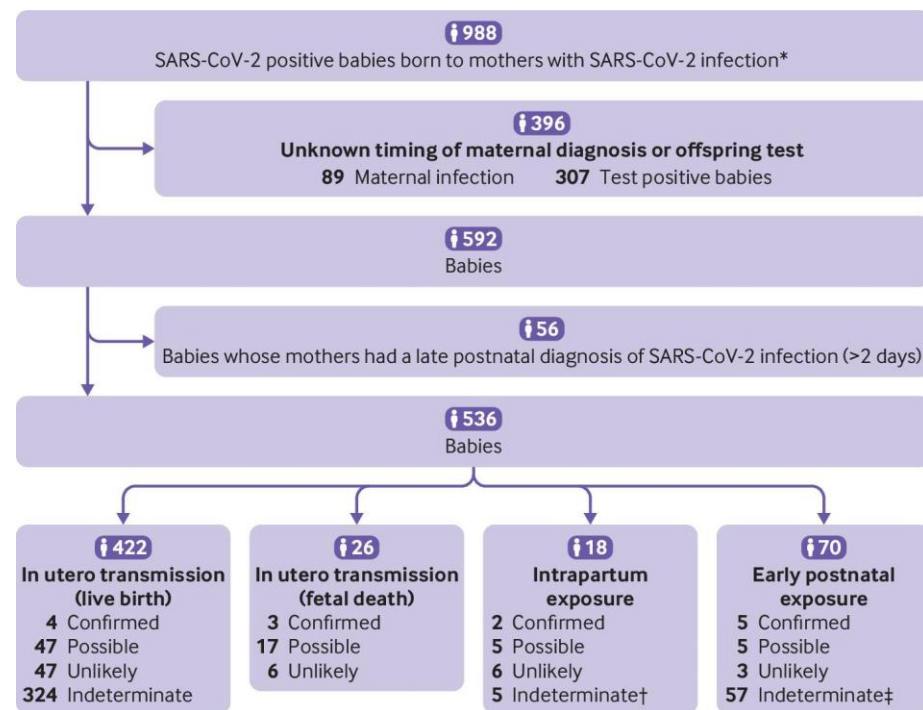 988
SARS-CoV-2 positive babies born to mothers with SARS-CoV-2 infection*
396
Unknown timing of maternal diagnosis or offspring test
89 Maternal infection 307 Test positive babies
592
Babies
56
Babies whose mothers had a late postnatal diagnosis of SARS-CoV-2 infection (>2 days)
536
Babies
422
In utero transmission
(live birth)
4 Confirmed
47 Possible
47 Unlikely
324 Indeterminate
26
In utero transmission
(fetal death)
3 Confirmed
17 Possible
6 Unlikely
18
Intrapartum
exposure
2 Confirmed
5 Possible
6 Unlikely
5 Indeterminate†
70
Early postnatal
exposure
5 Confirmed
5 Possible
3 Unlikely
57 Indeterminate‡